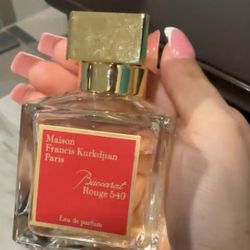 Maison
Francis Kurkdjian
Paris
Baccarat
Rouge 540
Eau de parfum